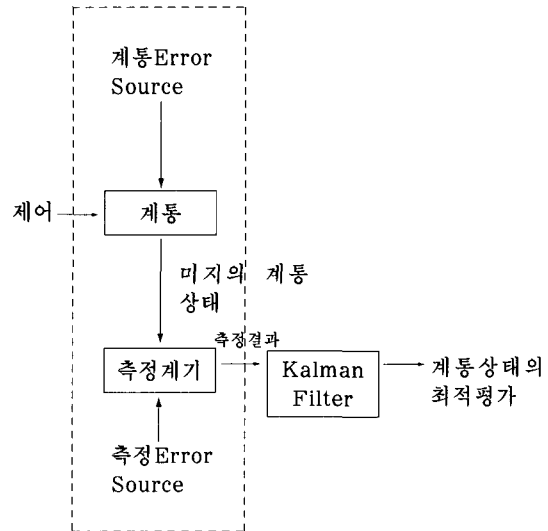 계통Error
Source
제어
계통
미지의 계통
상태
측정결과
측정계기
Kalman
Filter
계통상태의
최적평가
측정Error
Source